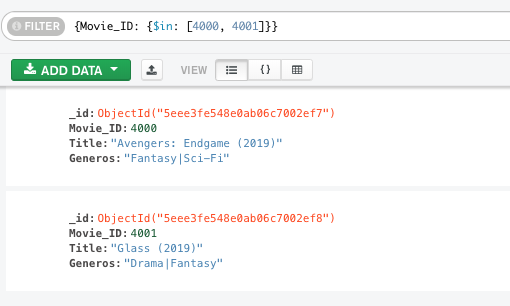 FILTER {Movie_ID: {$in: [4000, 4001]}}
ADD DATA VIEW {}
_id: ObjectId("5eee3fe548e0ab06c7002ef7")
Movie_ID: 4000
Title: "Avengers: Endgame (2019)"
Generos: "Fantasy|Sci-Fi"
_id: ObjectId("5eee3fe548e0ab06c7002ef8")
Movie_ID: 4001
Title: "Glass (2019)"
Generos: "Drama|Fantasy"